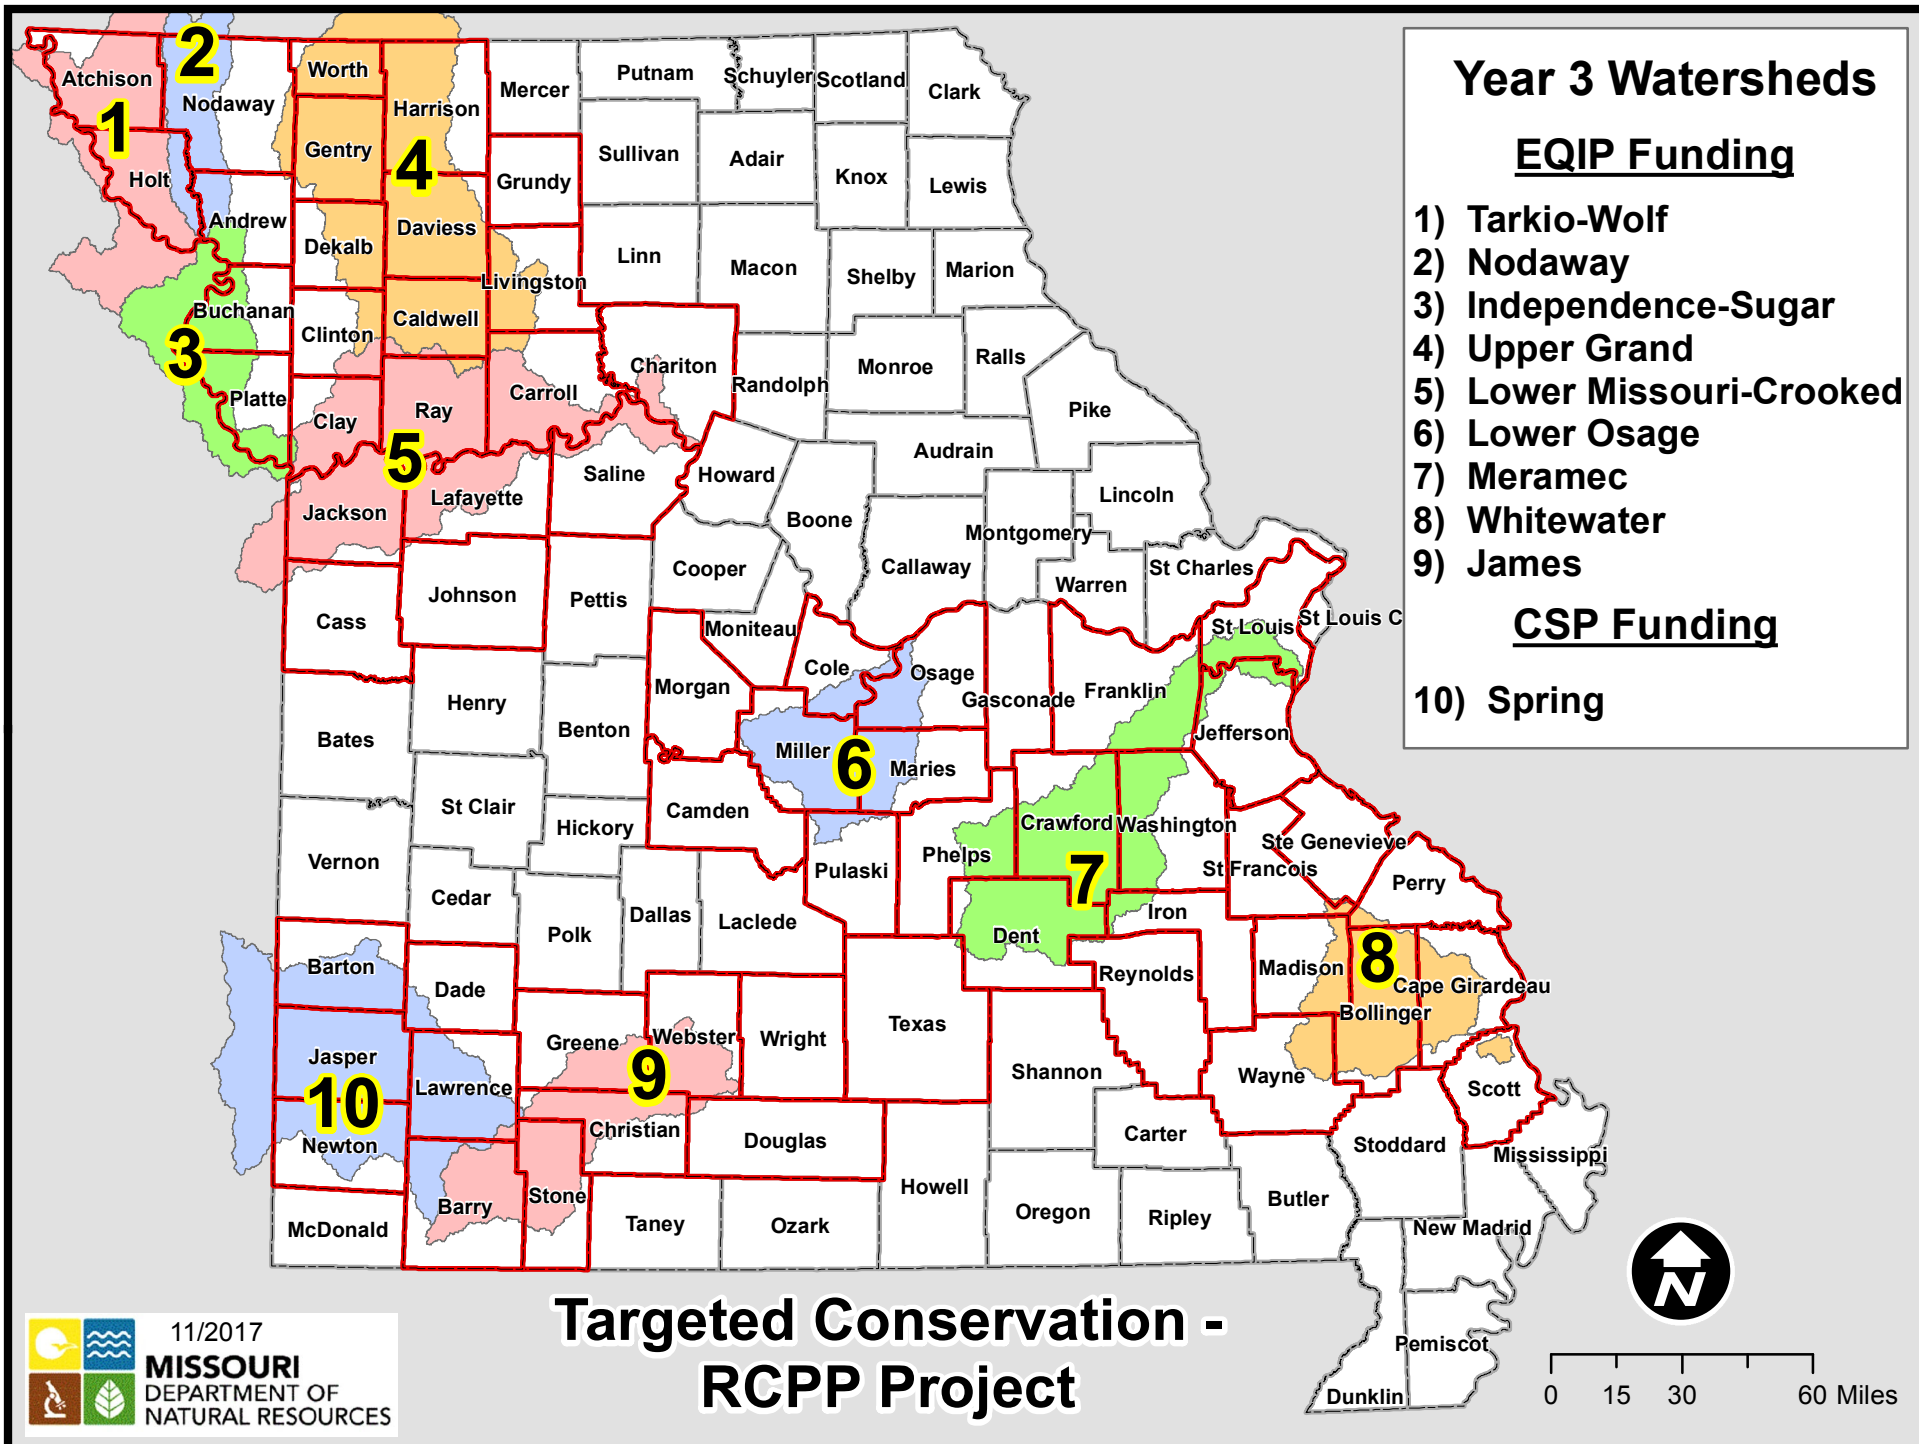 Year 3 Watersheds
EQIP Funding
1) Tarkio-Wolf
2) Nodaway
3) Independence-Sugar
4) Upper Grand
5) Lower Missouri-Crooked
6) Lower Osage
7) Meramec
8) Whitewater
9) James
CSP Funding
10) Spring
2
Atchison
Nodaway
Worth
Harrison
Mercer
Putnam
Schuyler
Scotland
Clark
1
Holt
Gentry
4
Grundy
Sullivan
Adair
Knox
Lewis
Andrew
Dekalb
Daviess
Livingston
Linn
Macon
Shelby
Marion
Buchanan
3
Clinton
Caldwell
Chariton
Randolph
Monroe
Ralls
Platte
Clay
Ray
Carroll
Pike
5
Audrain
Jackson
Lafayette
Saline
Howard
Boone
Lincoln
Montgomery
Cooper
Callaway
Warren
St Charles
Cass
Johnson
Pettis
Moniteau
St Louis
St Louis C
Cole
Osage
Henry
Morgan
Gasconade
Franklin
Bates
Benton
Miller
6
Maries
Jefferson
St Clair
Hickory
Camden
Crawford
Washington
Ste Genevieve
Vernon
Phelps
7
St Francois
Perry
Cedar
Dallas
Laclede
Pulaski
Iron
Polk
Dent
Barton
Dade
Reynolds
Madison
8
Cape Girardeau
Bollinger
Jasper
Greene
Webster
Wright
Texas
10
Lawrence
9
Shannon
Wayne
Scott
Newton
Christian
Douglas
Carter
Stoddard
Mississippi
McDonald
Barry
Stone
Taney
Ozark
Howell
Oregon
Ripley
Butler
New Madrid
Pemiscot
Dunklin
N
0 15 30 60 Miles
Targeted Conservation -
RCPP Project
11/2017
MISSOURI
DEPARTMENT OF
NATURAL RESOURCES